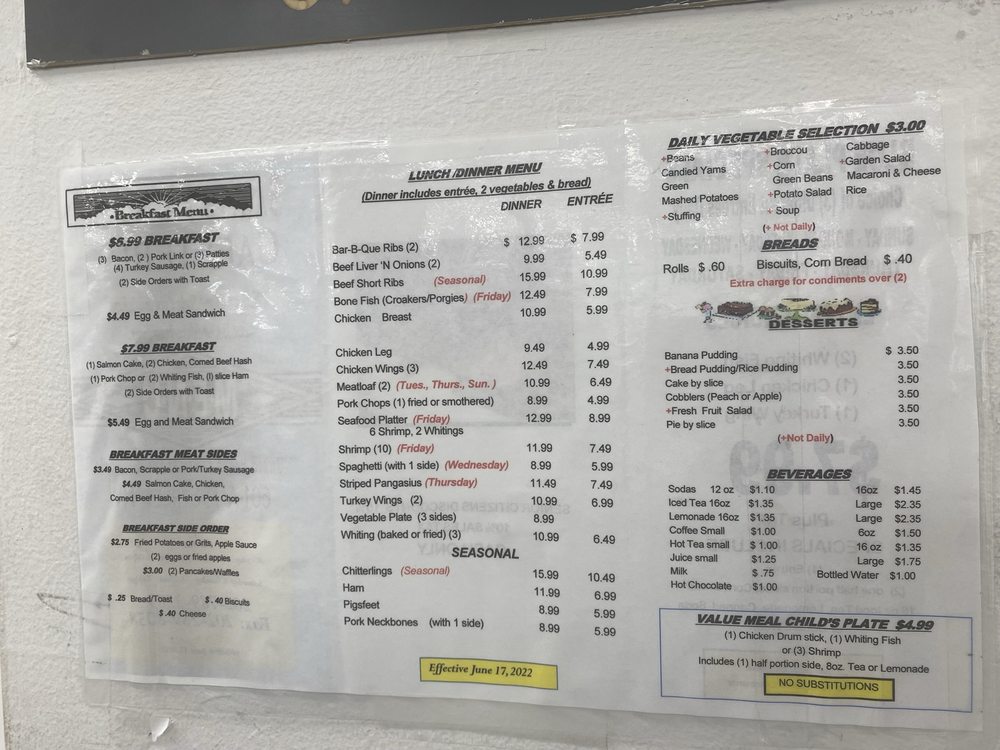 Breakfast Menu
$6.99 BREAKFAST
(3) Bacon, (2) Pork Link or (3) Patties
(4) Turkey Sausage, (1) Scrapple
(2) Side Orders with Toast
$4.49 Egg & Meat Sandwich
$7.99 BREAKFAST
(1) Salmon Cake, (2) Chicken, Corned Beef Hash
(1) Pork Chop or (2) Whiting Fish, (l) slice Ham
(2) Side Orders with Toast
$5.49 Egg and Meat Sandwich
BREAKFAST MEAT SIDES
$3.49 Bacon, Scrapple or Pork/Turkey Sausage
$4.49 Salmon Cake, Chicken,
Corned Beef Hash, Fish or Pork Chop
BREAKFAST SIDE ORDER
$2.75 Fried Potatoes or Grits, Apple Sauce
(2) eggs or fried apples
$3.00 (2) Pancakes/Waffles
$ .25 Bread/Toast $ .40 Biscuits
$ .40 Cheese
LUNCH /DINNER MENU
(Dinner includes entrée, 2 vegetables & bread)
DINNER ENTRÉE
Bar-B-Que Ribs (2) $ 12.99 $ 7.99
Beef Liver 'N Onions (2) 9.99 5.49
Beef Short Ribs (Seasonal) 15.99 10.99
Bone Fish (Croakers/Porgies) (Friday) 12.49 7.99
Chicken Breast 10.99 5.99
Chicken Leg 9.49 4.99
Chicken Wings (3) 12.49 7.49
Meatloaf (2) (Tues., Thurs., Sun. ) 10.99 6.49
Pork Chops (1 fried or smothered) 8.99 4.99
Seafood Platter (Friday) 12.99 8.99
6 Shrimp, 2 Whitings
Shrimp (10) (Friday) 11.99 7.49
Spaghetti (with 1 side) (Wednesday) 8.99 5.99
Striped Pangasius (Thursday) 11.49 7.49
Turkey Wings (2) 10.99 6.99
Vegetable Plate (3 sides) 8.99
Whiting (baked or fried) (3) 10.99 6.49
SEASONAL
Chitterlings (Seasonal) 15.99 10.49
Ham 11.99 6.99
Pigsfeet 8.99 5.99
Pork Neckbones (with 1 side) 8.99 5.99
Effective June 17, 2022
DAILY VEGETABLE SELECTION $3.00
+Beans +Broccou Cabbage
Candied Yams +Corn +Garden Salad
Green Green Beans Macaroni & Cheese
Mashed Potatoes +Potato Salad Rice
+Stuffing + Soup
(+ Not Daily)
BREADS
Rolls $ .60 Biscuits, Corn Bread $ .40
Extra charge for condiments over (2)
DESSERTS
Banana Pudding $ 3.50
+Bread Pudding/Rice Pudding 3.50
Cake by slice 3.50
Cobblers (Peach or Apple) 3.50
+Fresh Fruit Salad 3.50
Pie by slice 3.50
(+Not Daily)
BEVERAGES
Sodas 12 oz $1.10 16oz $1.45
Iced Tea 16oz $1.35 Large $2.35
Lemonade 16oz $1.35 Large $2.35
Coffee Small $1.00 6oz $1.50
Hot Tea small $ 1.00 16 oz $1.35
Juice small $1.25 Large $1.75
Milk $ .75 Bottled Water $1.00
Hot Chocolate $1.00
VALUE MEAL CHILD'S PLATE $4.99
(1) Chicken Drum stick, (1) Whiting Fish
or (3) Shrimp
Includes (1) half portion side, 8oz. Tea or Lemonade
NO SUBSTITUTIONS